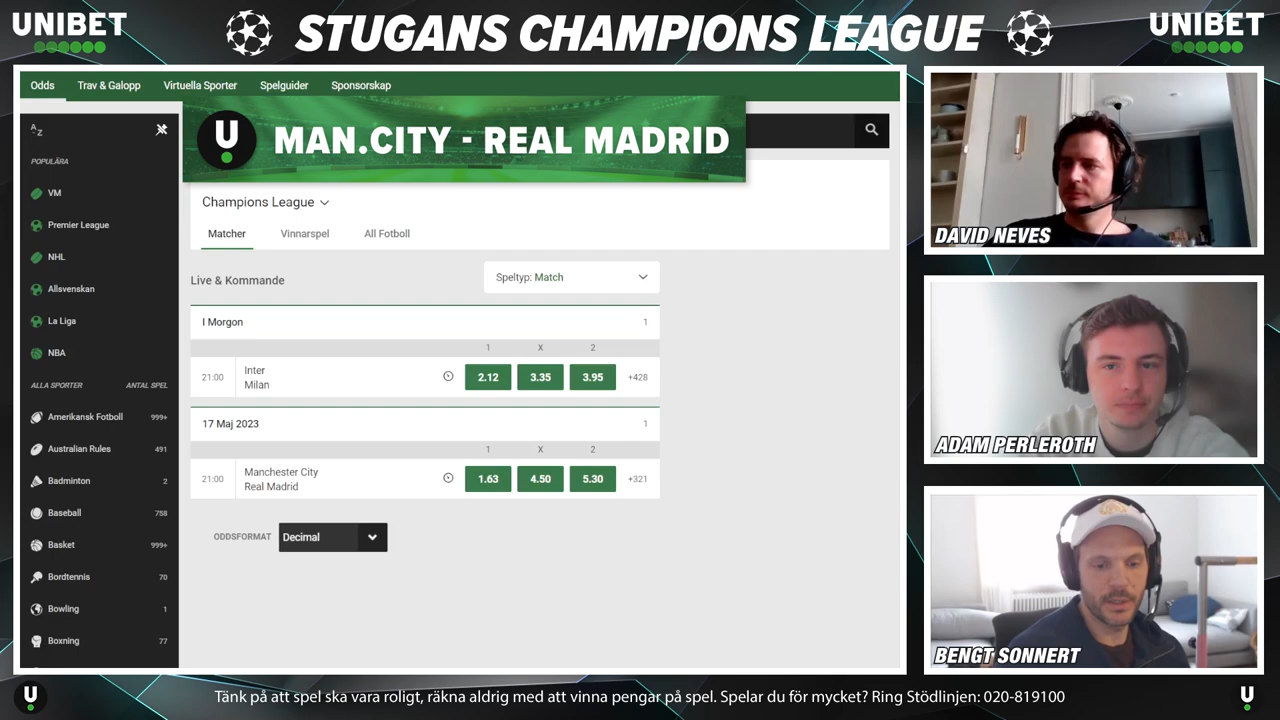 UNIBET
STUGANS CHAMPIONS LEAGUE
UNIBET
Odds
Trav & Galopp
Virtuella Sporter
Spelguider
Sponsorskap
U
MAN.CITY - REAL MADRID
A
Z
POPULÄRA
VM
Premier League
NHL
Allsvenskan
La Liga
NBA
ALLA SPORTER ANTAL SPEL
Amerikansk Fotboll 999+
Australian Rules 491
Badminton 2
Baseball 758
Basket 999+
Bordtennis 70
Bowling 1
Boxning 77
Champions League
Matcher Vinnarspel All Fotboll
Live & Kommande
Speltyp: Match
I Morgon 1
1 X 2
21:00
Inter
Milan
2.12 3.35 3.95 +428
17 Maj 2023 1
1 X 2
21:00
Manchester City
Real Madrid
1.63 4.50 5.30 +321
ODDSFORMAT Decimal
DAVID NEVES
ADAM PERLEROTH
BENGT SONNERT
U
Tänk på att spel ska vara roligt, räkna aldrig med att vinna pengar på spel. Spelar du för mycket? Ring Stödlinjen: 020-819100
U